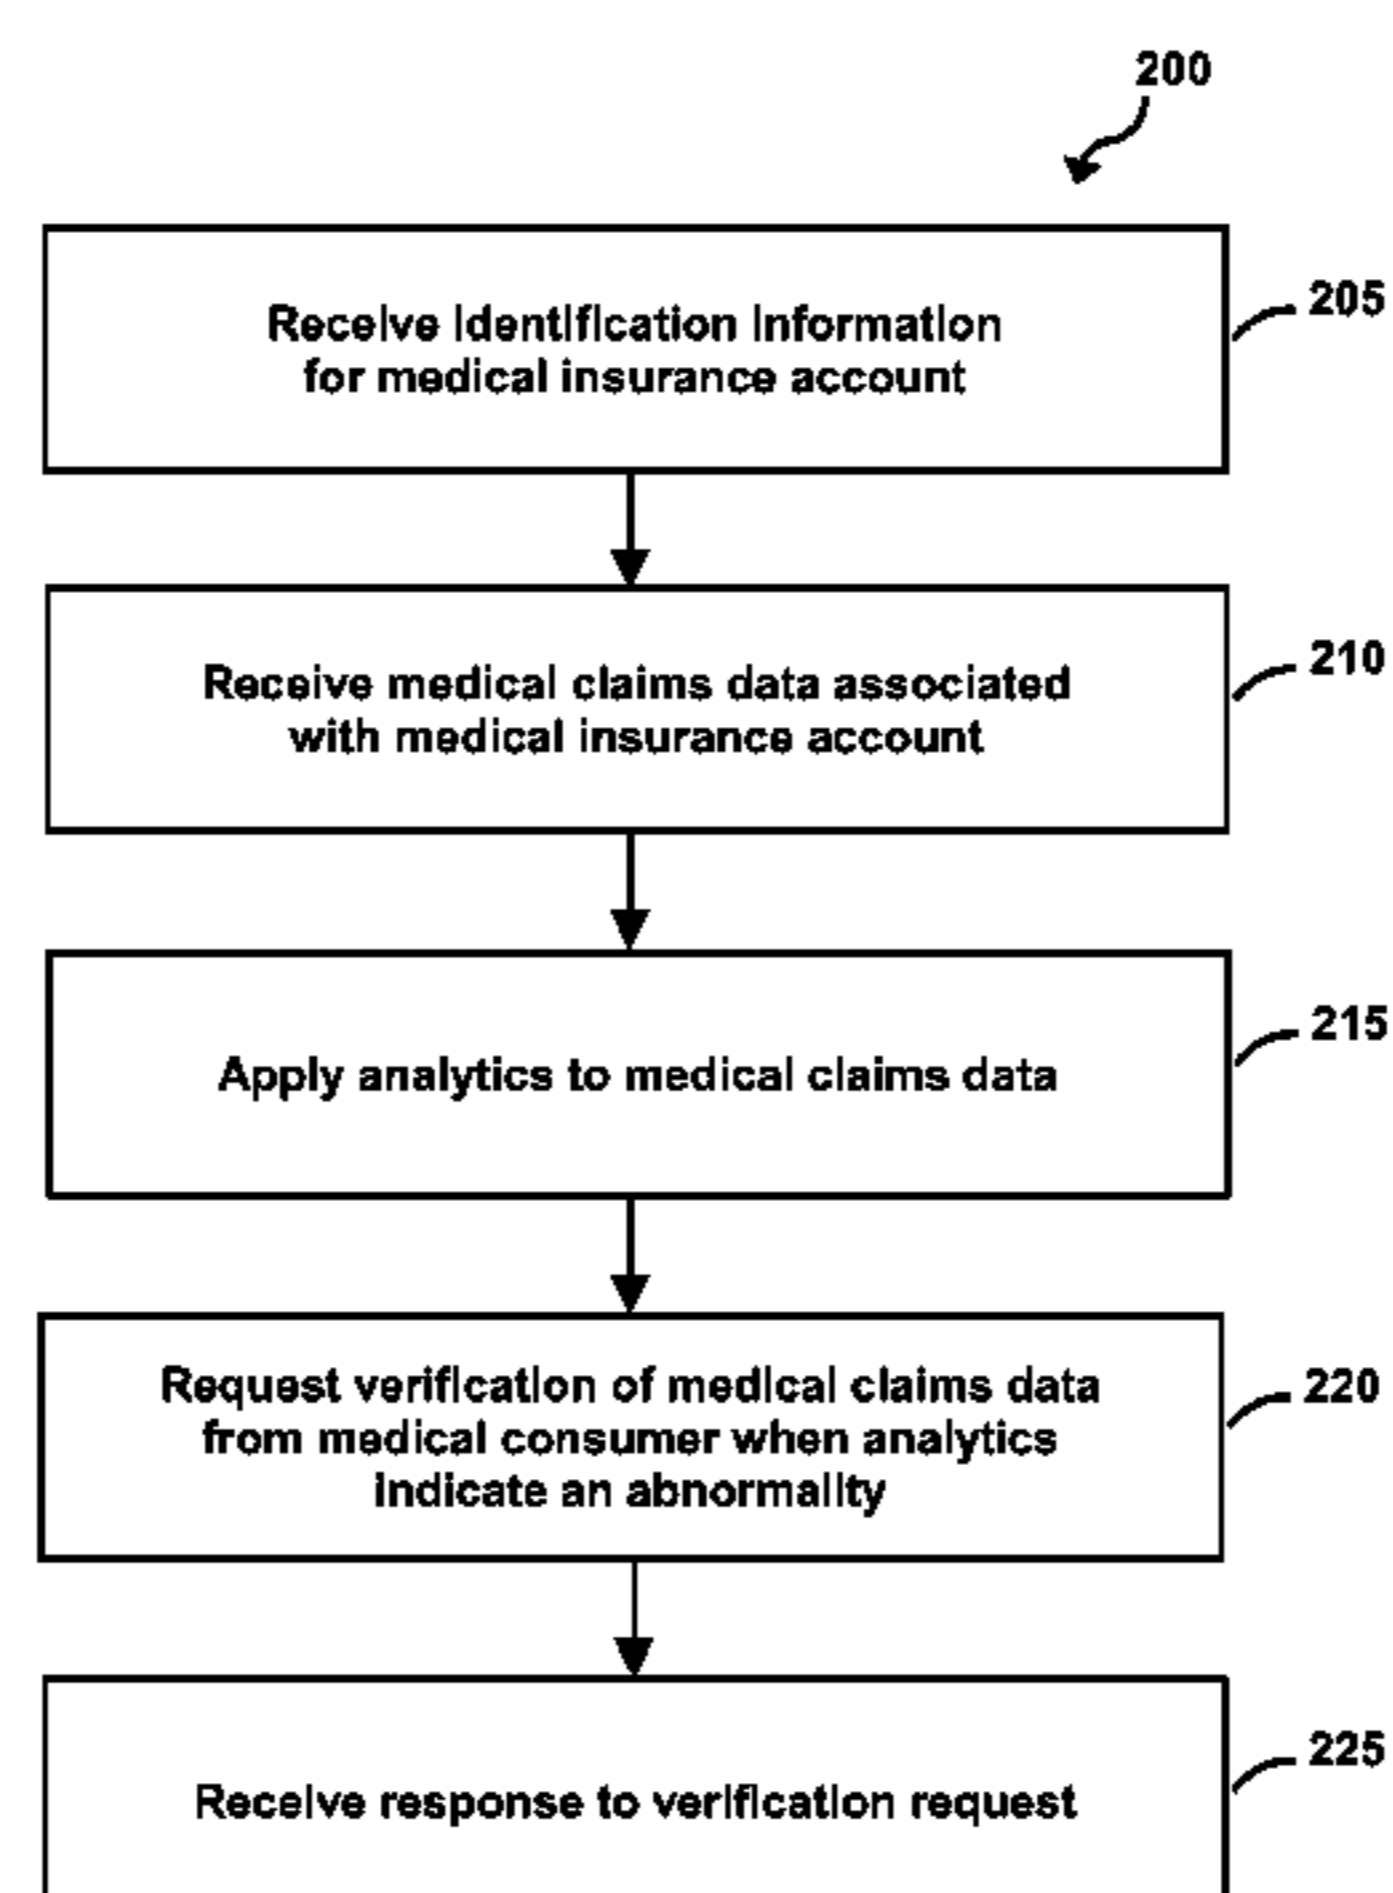 200
Receive identification information
for medical insurance account
205
Receive medical claims data associated
with medical insurance account
210
Apply analytics to medical claims data
215
Request verification of medical claims data
from medical consumer when analytics
indicate an abnormality
220
Receive response to verification request
225